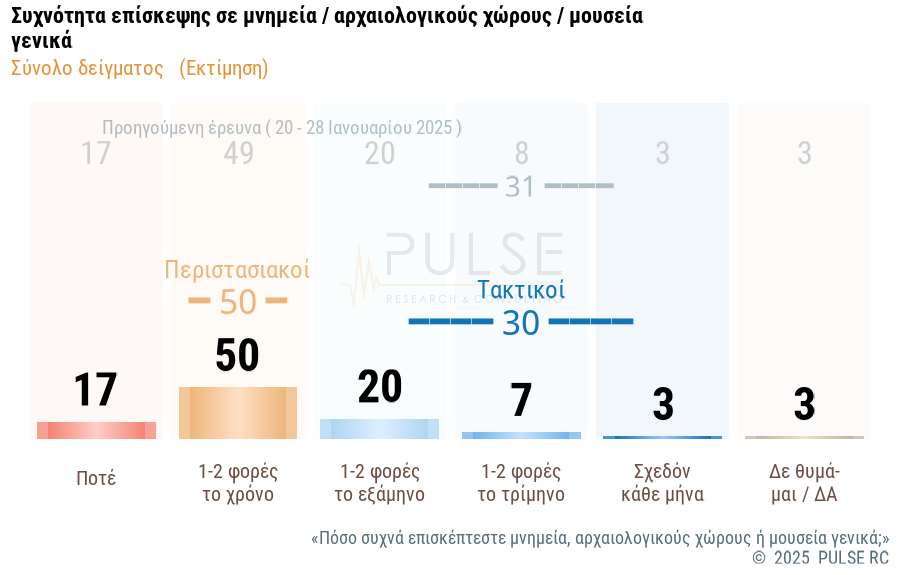 Συχνότητα επίσκεψης σε μνημεία / αρχαιολογικούς χώρους / μουσεία
γενικά
Σύνολο δείγματος (Εκτίμηση)
Προηγούμενη έρευνα ( 20 - 28 Ιανουαρίου 2025 )
17 49 20 8 3 3
31
PULSE
RESEARCH & CONSULTING
Περιστασιακοί
50
Τακτικοί
30
17 50 20 7 3 3
Ποτέ
1-2 φορές
το χρόνο
1-2 φορές
το εξάμηνο
1-2 φορές
το τρίμηνο
Σχεδόν
κάθε μήνα
Δε θυμά-
μαι / ΔΑ
«Πόσο συχνά επισκέπτεστε μνημεία, αρχαιολογικούς χώρους ή μουσεία γενικά;»
© 2025 PULSE RC